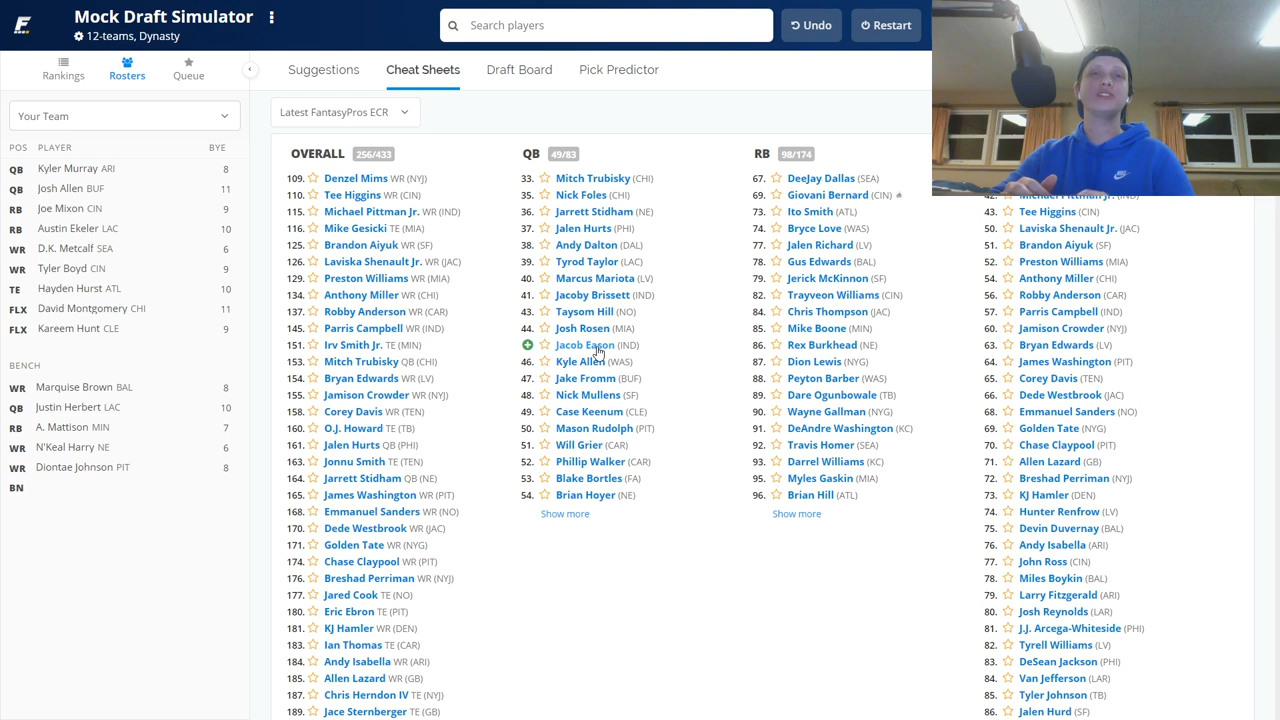 Mock Draft Simulator
12-teams, Dynasty
Search players
Undo
Restart
Rankings
Rosters
Queue
Suggestions
Cheat Sheets
Draft Board
Pick Predictor
Your Team
POS PLAYER BYE
QB Kyler Murray ARI 8
QB Josh Allen BUF 11
RB Joe Mixon CIN 9
RB Austin Ekeler LAC 10
WR D.K. Metcalf SEA 6
WR Tyler Boyd CIN 9
TE Hayden Hurst ATL 10
FLX David Montgomery CHI 11
FLX Kareem Hunt CLE 9
BENCH
WR Marquise Brown BAL 8
QB Justin Herbert LAC 10
RB A. Mattison MIN 7
WR N'Keal Harry NE 6
WR Diontae Johnson PIT 8
BN
Latest FantasyPros ECR
OVERALL 256/433
109. Denzel Mims WR (NYJ)
110. Tee Higgins WR (CIN)
115. Michael Pittman Jr. WR (IND)
116. Mike Gesicki TE (MIA)
125. Brandon Aiyuk WR (SF)
126. Laviska Shenault Jr. WR (JAC)
129. Preston Williams WR (MIA)
134. Anthony Miller WR (CHI)
137. Robby Anderson WR (CAR)
145. Parris Campbell WR (IND)
151. Irv Smith Jr. TE (MIN)
153. Mitch Trubisky QB (CHI)
154. Bryan Edwards WR (LV)
155. Jamison Crowder WR (NYJ)
158. Corey Davis WR (TEN)
160. O.J. Howard TE (TB)
161. Jalen Hurts QB (PHI)
163. Jonnu Smith TE (TEN)
164. Jarrett Stidham QB (NE)
165. James Washington WR (PIT)
168. Emmanuel Sanders WR (NO)
170. Dede Westbrook WR (JAC)
171. Golden Tate WR (NYG)
174. Chase Claypool WR (PIT)
176. Breshad Perriman WR (NYJ)
177. Jared Cook TE (NO)
180. Eric Ebron TE (PIT)
181. KJ Hamler WR (DEN)
183. Ian Thomas TE (CAR)
184. Andy Isabella WR (ARI)
185. Allen Lazard WR (GB)
187. Chris Herndon IV TE (NYJ)
189. Jace Sternberger TE (GB)
QB 49/83
33. Mitch Trubisky (CHI)
35. Nick Foles (CHI)
36. Jarrett Stidham (NE)
37. Jalen Hurts (PHI)
38. Andy Dalton (DAL)
39. Tyrod Taylor (LAC)
40. Marcus Mariota (LV)
41. Jacoby Brissett (IND)
43. Taysom Hill (NO)
44. Josh Rosen (MIA)
Jacob Eason (IND)
46. Kyle Allen (WAS)
47. Jake Fromm (BUF)
48. Nick Mullens (SF)
49. Case Keenum (CLE)
50. Mason Rudolph (PIT)
51. Will Grier (CAR)
52. Phillip Walker (CAR)
53. Blake Bortles (FA)
54. Brian Hoyer (NE)
Show more
RB 98/174
67. DeeJay Dallas (SEA)
69. Giovani Bernard (CIN)
73. Ito Smith (ATL)
74. Bryce Love (WAS)
77. Jalen Richard (LV)
78. Gus Edwards (BAL)
79. Jerick McKinnon (SF)
82. Trayveon Williams (CIN)
84. Chris Thompson (JAC)
85. Mike Boone (MIN)
86. Rex Burkhead (NE)
87. Dion Lewis (NYG)
88. Peyton Barber (WAS)
89. Dare Ogunbowale (TB)
90. Wayne Gallman (NYG)
91. DeAndre Washington (KC)
92. Travis Homer (SEA)
93. Darrel Williams (KC)
95. Myles Gaskin (MIA)
96. Brian Hill (ATL)
Show more
43. Tee Higgins (CIN)
50. Laviska Shenault Jr. (JAC)
51. Brandon Aiyuk (SF)
52. Preston Williams (MIA)
54. Anthony Miller (CHI)
56. Robby Anderson (CAR)
57. Parris Campbell (IND)
60. Jamison Crowder (NYJ)
63. Bryan Edwards (LV)
64. James Washington (PIT)
65. Corey Davis (TEN)
66. Dede Westbrook (JAC)
68. Emmanuel Sanders (NO)
69. Golden Tate (NYG)
70. Chase Claypool (PIT)
71. Allen Lazard (GB)
72. Breshad Perriman (NYJ)
73. KJ Hamler (DEN)
74. Hunter Renfrow (LV)
75. Devin Duvernay (BAL)
76. Andy Isabella (ARI)
77. John Ross (CIN)
78. Miles Boykin (BAL)
79. Larry Fitzgerald (ARI)
80. Josh Reynolds (LAR)
81. J.J. Arcega-Whiteside (PHI)
82. Tyrell Williams (LV)
83. DeSean Jackson (PHI)
84. Van Jefferson (LAR)
85. Tyler Johnson (TB)
86. Jalen Hurd (SF)